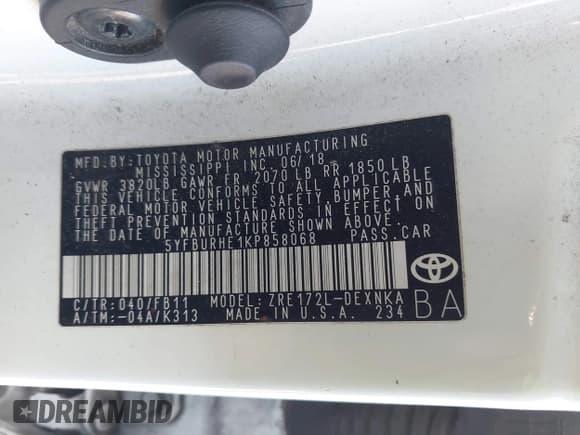 MFD.BY:TOYOTA MOTOR MANUFACTURING
MISSISSIPPI INC. 06/18
GVWR 3820LB GAWR FR 2070 LB RR 1850 LB
THIS VEHICLE CONFORMS TO ALL APPLICABLE
FEDERAL MOTOR VEHICLE SAFETY,BUMPER AND
THEFT PREVENTION STANDARDS IN EFFECT ON
THE DATE OF MANUFACTURE SHOWN ABOVE.
5YFBURHE1KP858068 PASS.CAR
C/TR:040/FB11 MODEL:ZRE172L-DEXNKA
A/TM:-04A/K313 MADE IN U.S.A. 234
BA
DREAMBID